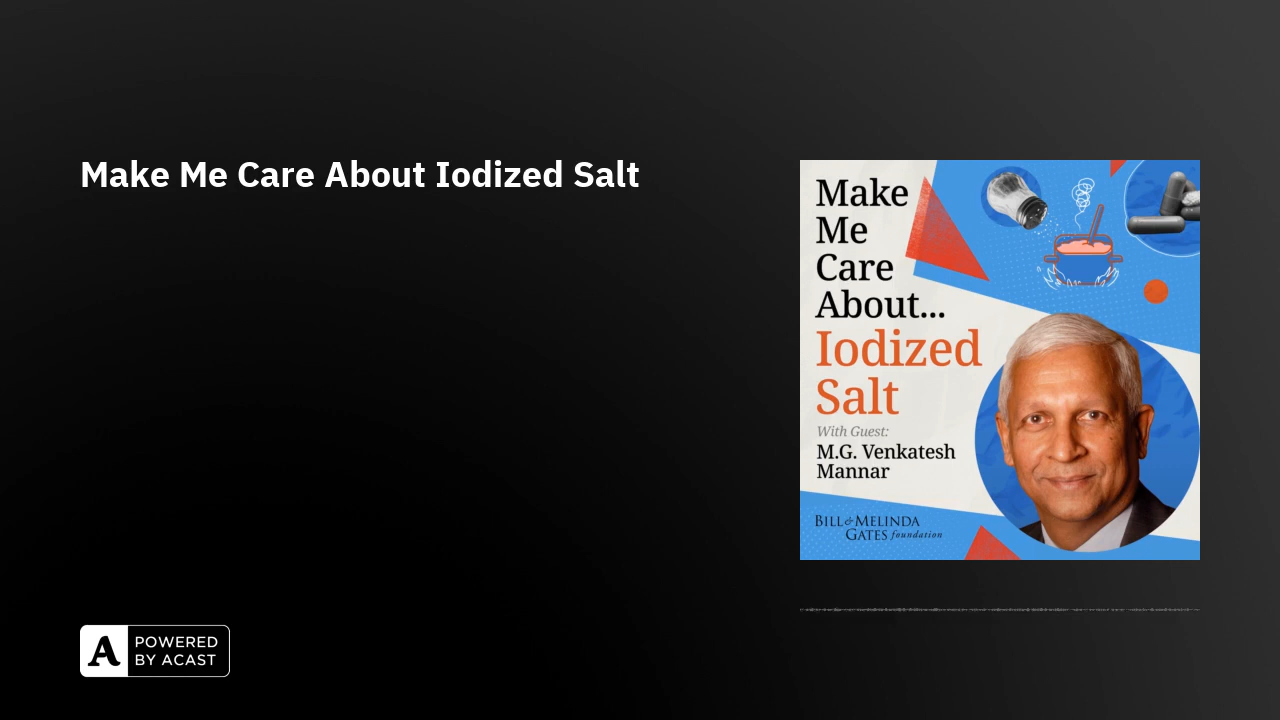 Make Me Care About Iodized Salt
Make
Me
Care
About...
Iodized
Salt
With Guest:
M.G. Venkatesh
Mannar
BILL & MELINDA
GATES foundation
A POWERED
BY ACAST